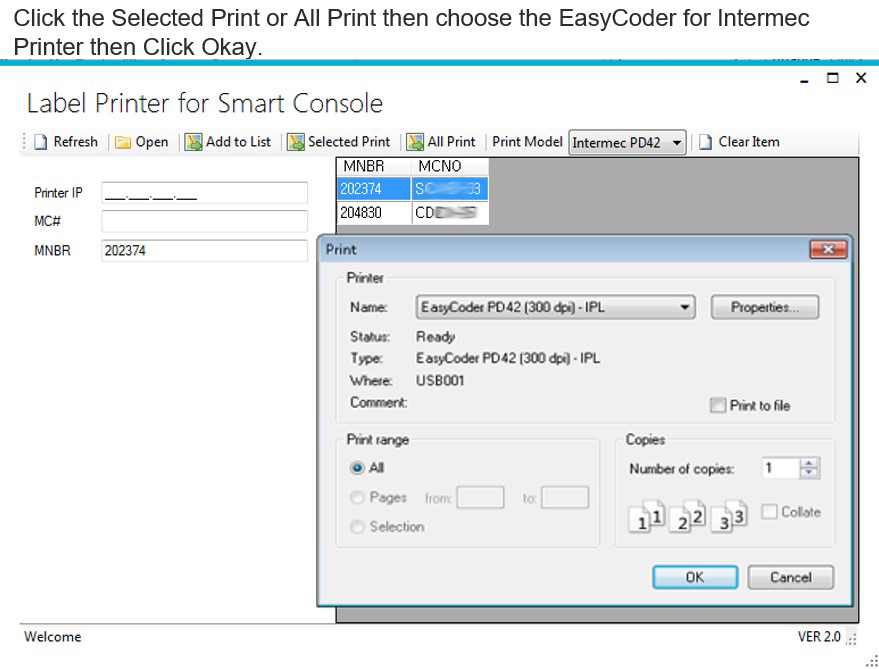 Click the Selected Print or All Print then choose the EasyCoder for Intermec
Printer then Click Okay.
Label Printer for Smart Console
Refresh Open Add to List Selected Print All Print Print Model Intermec PD42 Clear Item
MNBR MCNO
202374
204830
Printer IP ___.___.___.___
MC#
MNBR 202374
Print
Printer
Name: EasyCoder PD42 (300 dpi) - IPL Properties...
Status: Ready
Type: EasyCoder PD42 (300 dpi) - IPL
Where: USB001
Comment:
Print to file
Print range
All
Pages from: to:
Selection
Copies
Number of copies: 1
1 1 2 2 3 3 Collate
OK Cancel
Welcome VER 2.0